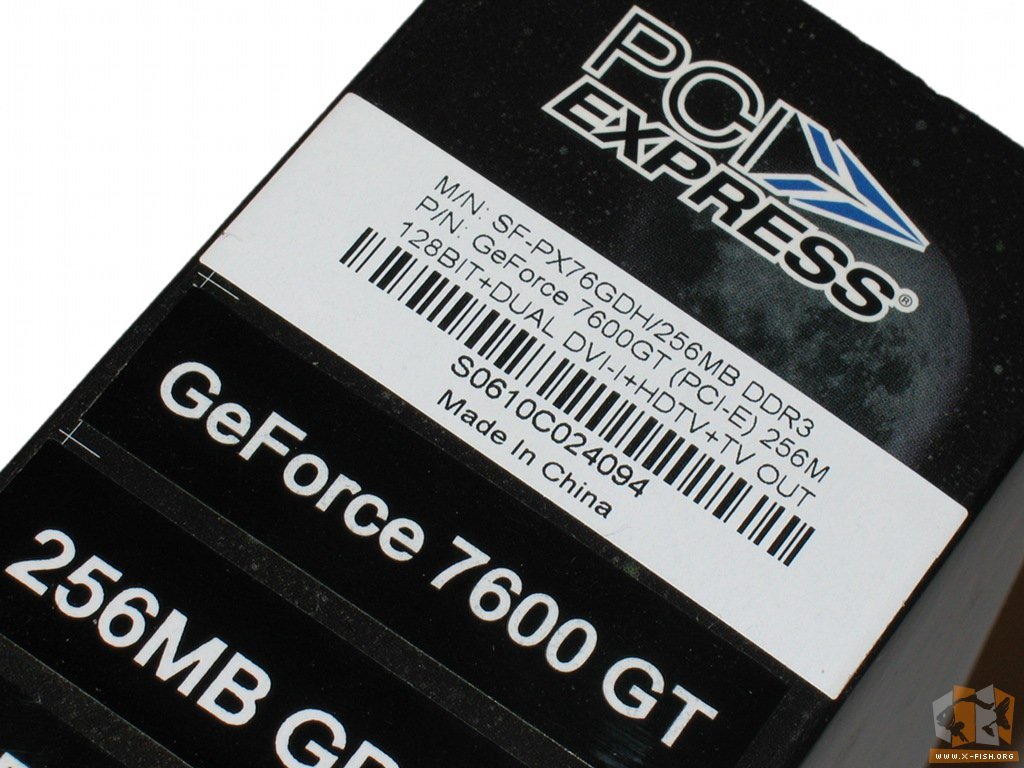 PCI
EXPRESS®
M/N: SF-PX76GDH/256MB DDR3
P/N: GeForce 7600GT (PCI-E) 256M
128BIT+DUAL DVI-I+HDTV+TV OUT
S0610C024094
Made In China
GeForce 7600 GT
256MB
WWW.X-FISH.ORG